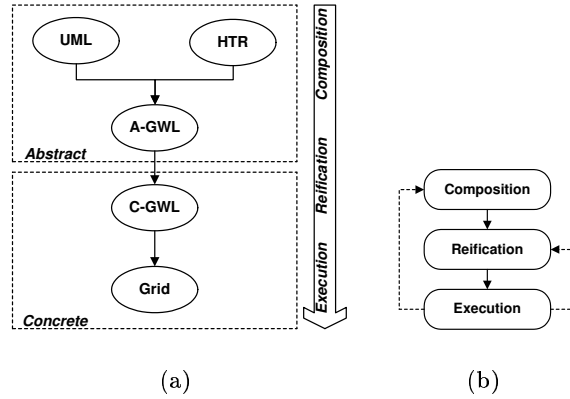 UML
HTR
A-GWL
Abstract
C-GWL
Grid
Concrete
Composition
Reification
Execution
(a)
Composition
Reification
Execution
(b)